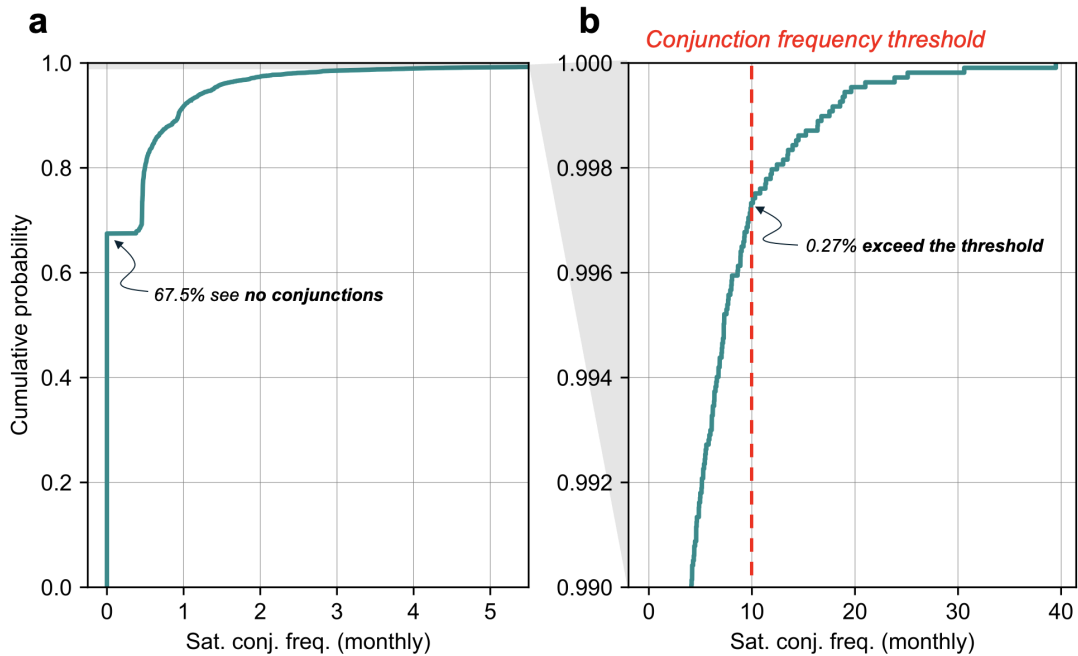 a
b
Conjunction frequency threshold
Cumulative probability
1.0
0.8
0.6
0.4
0.2
0.0
67.5% see no conjunctions
0
1
2
3
4
5
Sat. conj. freq. (monthly)
1.000
0.998
0.996
0.994
0.992
0.990
0.27% exceed the threshold
0
10
20
30
40
Sat. conj. freq. (monthly)